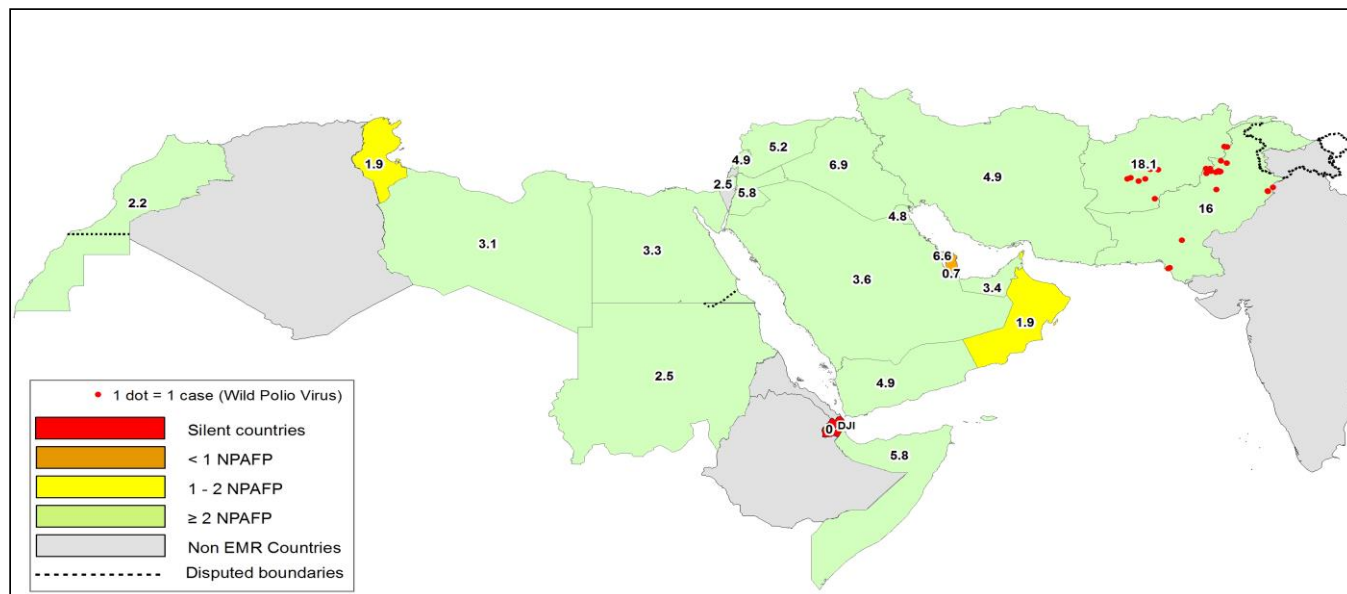 18.1
5.2
4.9
6.9
4.9
1.9
2.5
5.8
2.2
16
4.8
3.1
3.3
6.6
3.6
0.7
3.4
1.9
2.5
4.9
0 DJI
5.8
1 dot = 1 case (Wild Polio Virus)
Silent countries
< 1 NPAFP
1 - 2 NPAFP
≥ 2 NPAFP
Non EMR Countries
Disputed boundaries